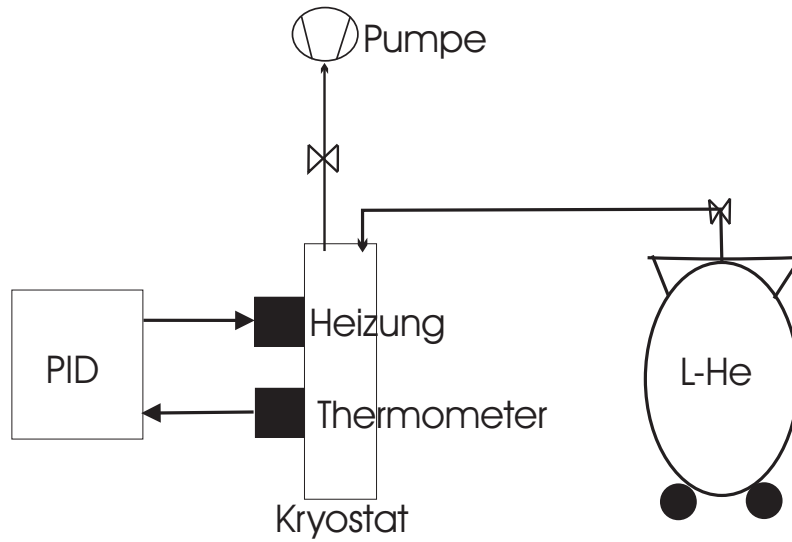 Pumpe
Heizung
PID
L-He
Thermometer
Kryostat